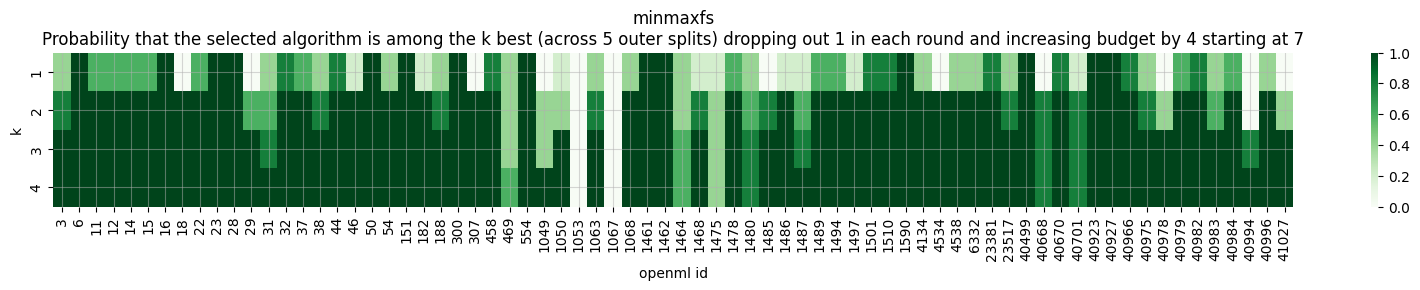 minmaxfs
Probability that the selected algorithm is among the k best (across 5 outer splits) dropping out 1 in each round and increasing budget by 4 starting at 7
k
1
2
3
4
3 6 11 12 14 15 16 18 22 23 28 29 31 32 37 38 44 46 50 54 151 182 188 300 307 458 469 554 1049 1050 1053 1063 1067 1068 1461 1462 1464 1468 1475 1478 1480 1485 1486 1487 1489 1494 1497 1501 1510 1590 4134 4534 4538 6332 23381 23517 40499 40668 40670 40701 40923 40927 40966 40975 40978 40979 40982 40983 40984 40994 40996 41027
openml id
1.0
0.8
0.6
0.4
0.2
0.0